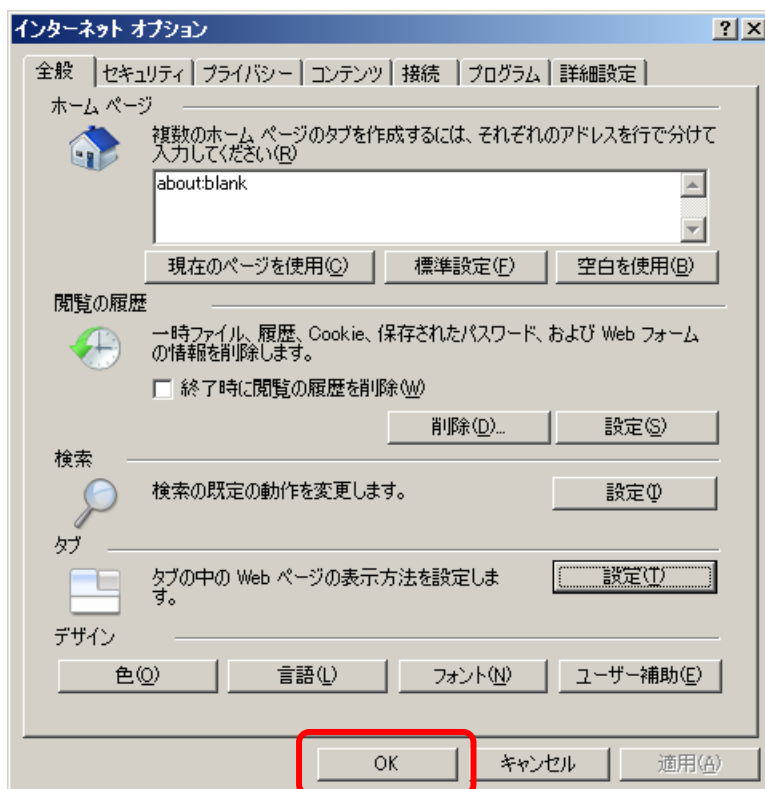 インターネット オプション
全般 セキュリティ プライバシー コンテンツ 接続 プログラム 詳細設定
ホーム ページ
複数のホーム ページのタブを作成するには、それぞれのアドレスを行で分けて
入力してください(R)
about:blank
現在のページを使用(C) 標準設定(F) 空白を使用(B)
閲覧の履歴
一時ファイル、履歴、Cookie、保存されたパスワード、および Web フォーム
の情報を削除します。
終了時に閲覧の履歴を削除(W)
削除(D)... 設定(S)
検索
検索の既定の動作を変更します。
設定(I)
タブ
タブの中の Web ページの表示方法を設定しま
す。
設定(T)
デザイン
色(O) 言語(L) フォント(N) ユーザー補助(E)
OK キャンセル 適用(A)